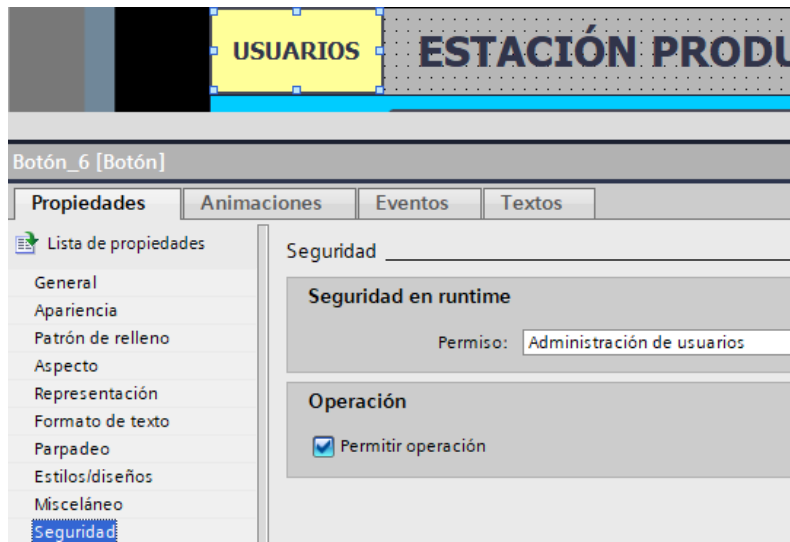 USUARIOS
ESTACIÓN PRODU
Botón_6 [Botón]
Propiedades Animaciones Eventos Textos
Lista de propiedades
Seguridad
General
Seguridad en runtime
Apariencia
Patrón de relleno
Permiso: Administración de usuarios
Aspecto
Representación
Operación
Formato de texto
Parpadeo
Permitir operación
Estilos/diseños
Misceláneo
Seguridad